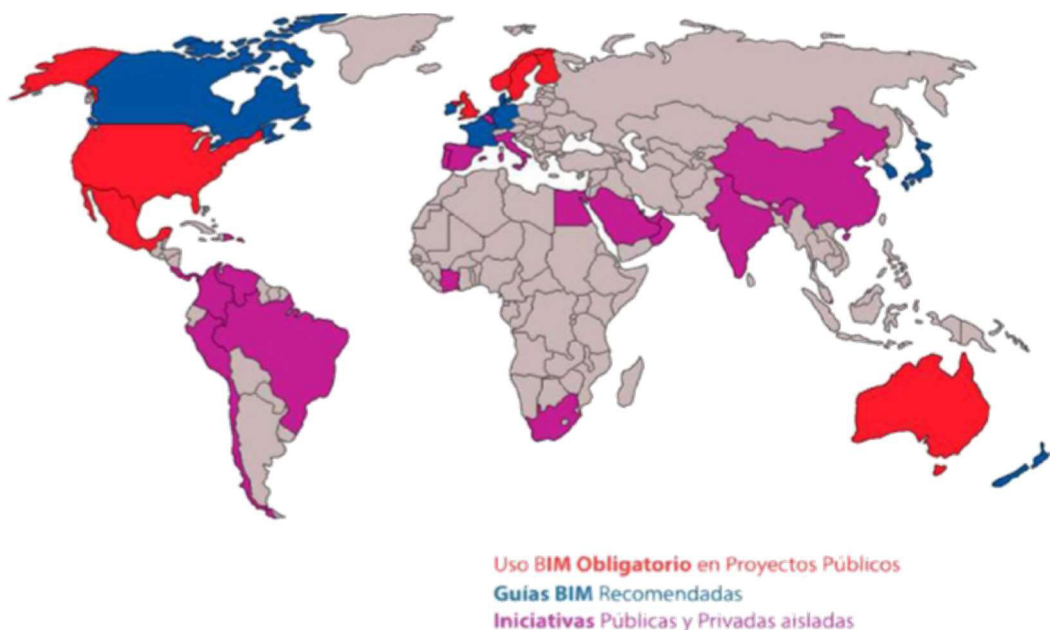 Uso BIM Obligatorio en Proyectos Públicos
Guías BIM Recomendadas
Iniciativas Públicas y Privadas aisladas